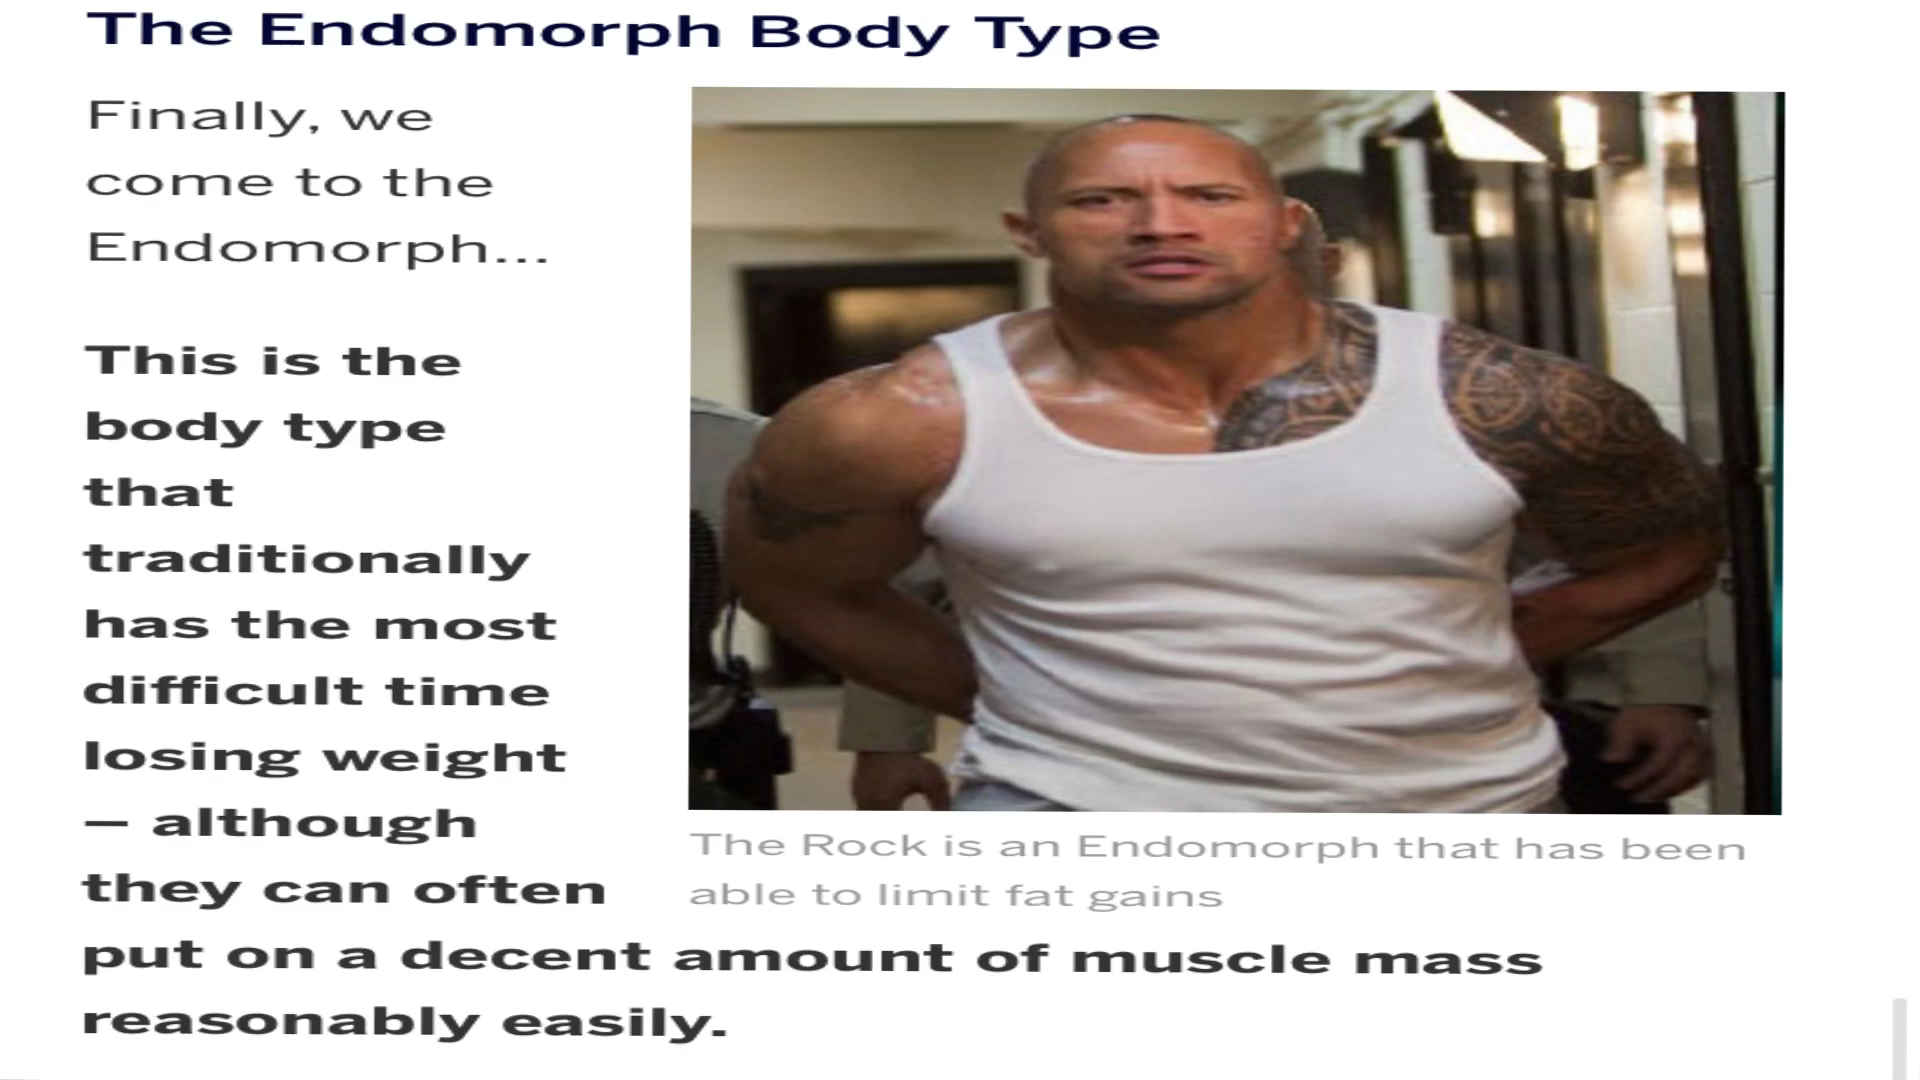 The Endomorph Body Type
Finally, we
come to the
Endomorph...
This is the
body type
that
traditionally
has the most
difficult time
losing weight
– although
they can often
put on a decent amount of muscle mass
reasonably easily.
The Rock is an Endomorph that has been
able to limit fat gains